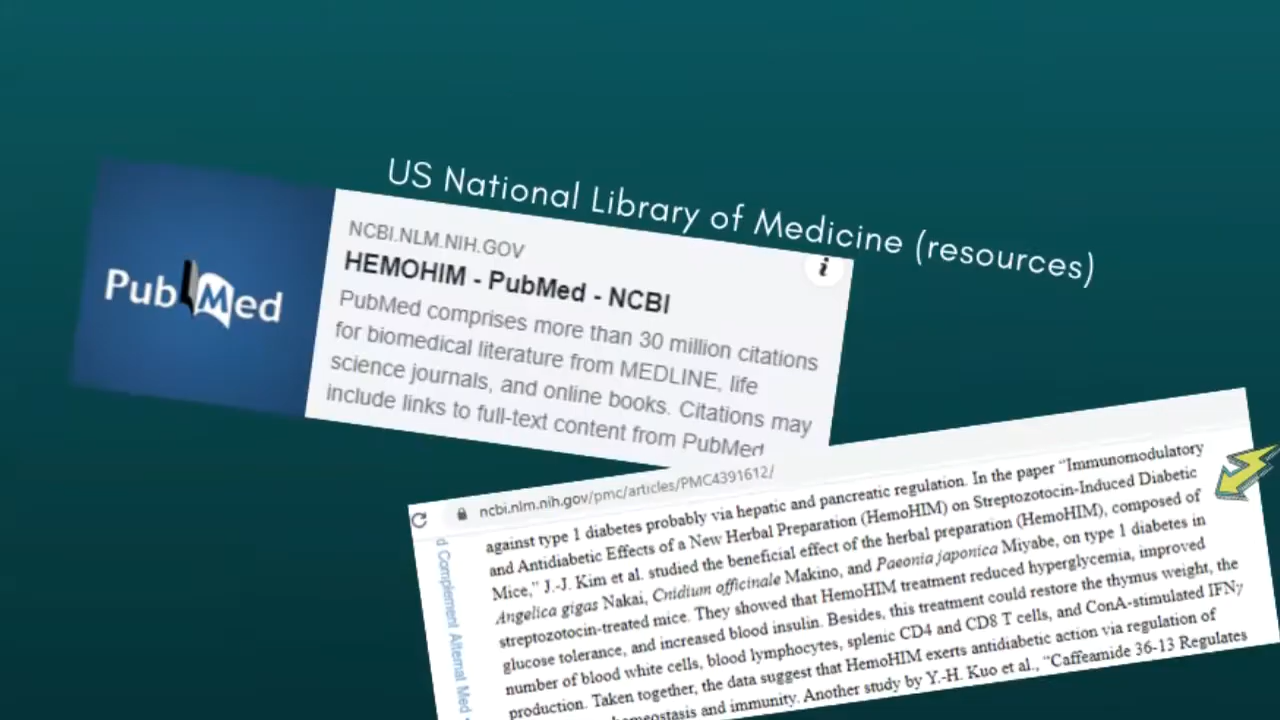 US National Library of Medicine (resources)
PubMed
NCBI.NLM.NIH.GOV
HEMOHIM - PubMed - NCBI
PubMed comprises more than 30 million citations
for biomedical literature from MEDLINE, life
science journals, and online books. Citations may
include links to full-text content from PubMed
ncbi.nlm.nih.gov/pmc/articles/PMC4391612/
d Complement Alternat Med
against type 1 diabetes probably via hepatic and pancreatic regulation. In the paper “Immunomodulatory
and Antidiabetic Effects of a New Herbal Preparation (HemoHIM) on Streptozotocin-Induced Diabetic
Mice,” J.-J. Kim et al. studied the beneficial effect of the herbal preparation (HemoHIM), composed of
Angelica gigas Nakai, Cnidium officinale Makino, and Paeonia japonica Miyabe, on type 1 diabetes in
streptozotocin-treated mice. They showed that HemoHIM treatment reduced hyperglycemia, improved
glucose tolerance, and increased blood insulin. Besides, this treatment could restore the thymus weight, the
number of blood white cells, blood lymphocytes, splenic CD4 and CD8 T cells, and ConA-stimulated IFNγ
production. Taken together, the data suggest that HemoHIM exerts antidiabetic action via regulation of
homeostasis and immunity. Another study by Y.-H. Kuo et al., “Caffeamide 36-13 Regulates